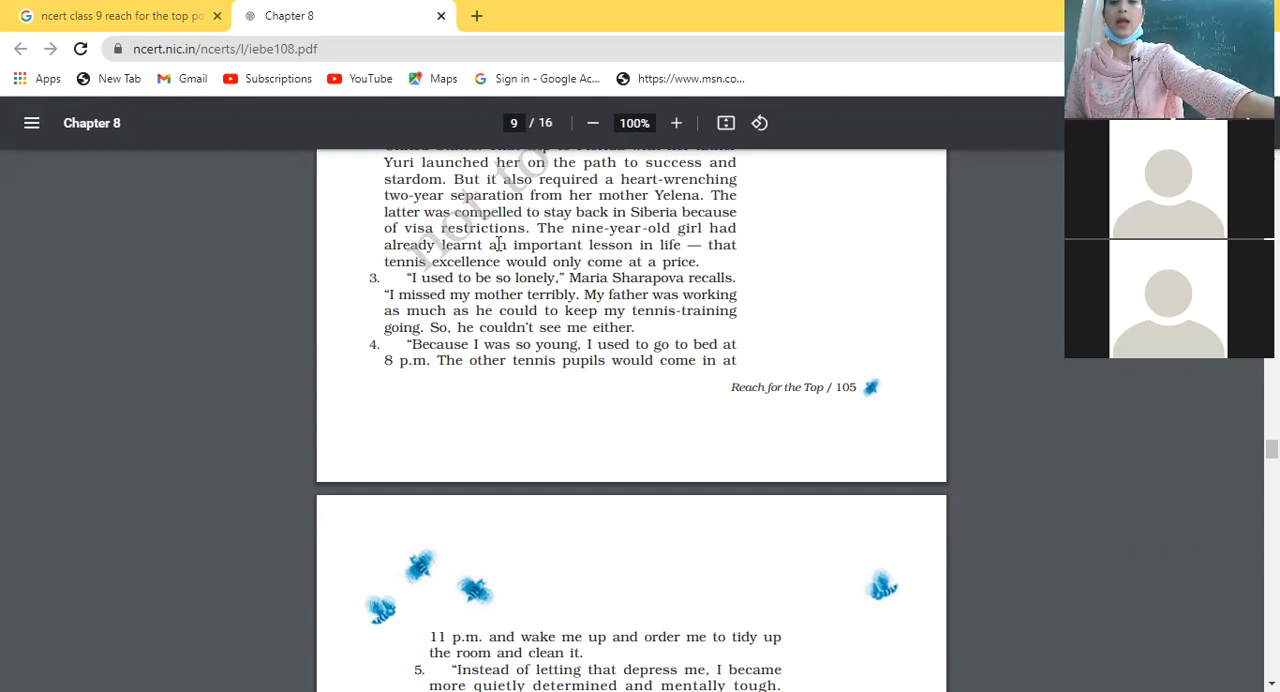 ncert class 9 reach for the top pd
Chapter 8
ncert.nic.in/ncerts/l/iebe108.pdf
Apps
New Tab
Gmail
Subscriptions
YouTube
Maps
Sign in - Google Ac...
https://www.msn.co...
Chapter 8
9 / 16
100%
Yuri launched her on the path to success and
stardom. But it also required a heart-wrenching
two-year separation from her mother Yelena. The
latter was compelled to stay back in Siberia because
of visa restrictions. The nine-year-old girl had
already learnt an important lesson in life — that
tennis excellence would only come at a price.
3. “I used to be so lonely,” Maria Sharapova recalls.
“I missed my mother terribly. My father was working
as much as he could to keep my tennis-training
going. So, he couldn’t see me either.
4. “Because I was so young, I used to go to bed at
8 p.m. The other tennis pupils would come in at
Reach for the Top / 105
not to
11 p.m. and wake me up and order me to tidy up
the room and clean it.
5. “Instead of letting that depress me, I became
more quietly determined and mentally tough.